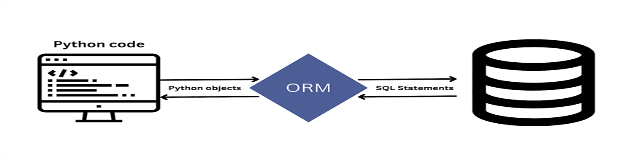 Python code
</>
Python objects
ORM
SQL Statements